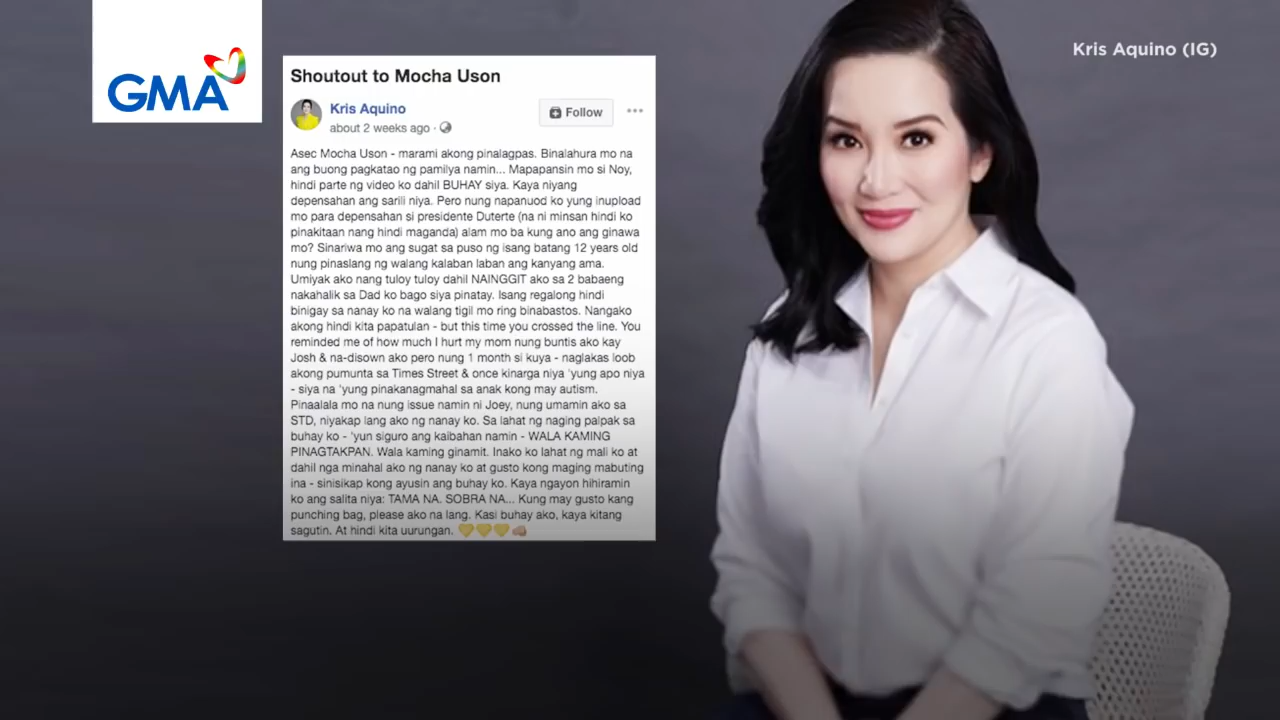 GMA
Kris Aquino (IG)
Shoutout to Mocha Uson
Kris Aquino
Follow
about 2 weeks ago ·
Asec Mocha Uson - marami akong pinalagpas. Binalahura mo na
ang buong pagkatao ng pamilya namin... Mapapansin mo si Noy,
hindi parte ng video ko dahil BUHAY siya. Kaya niyang
depensahan ang sarili niya. Pero nung napanuod ko yung inupload
mo para depensahan si presidente Duterte (na ni minsan hindi ko
pinakitaan nang hindi maganda) alam mo ba kung ano ang ginawa
mo? Sinariwa mo ang sugat sa puso ng isang batang 12 years old
nung pinaslang ng walang kalaban laban ang kanyang ama.
Umiyak ako nang tuloy tuloy dahil NAINGGIT ako sa 2 babaeng
nakahalik sa Dad ko bago siya pinatay. Isang regalong hindi
binigay sa nanay ko na walang tigil mo ring binabastos. Nangako
akong hindi kita papatulan - but this time you crossed the line. You
reminded me of how much I hurt my mom nung buntis ako kay
Josh & na-disown ako pero nung 1 month si kuya - naglakas loob
akong pumunta sa Times Street & once kinarga niya 'yung apo niya
- siya na 'yung pinakanagmahal sa anak kong may autism.
Pinaalala mo na nung issue namin ni Joey, nung umamin ako sa
STD, niyakap lang ako ng nanay ko. Sa lahat ng naging palpak sa
buhay ko - 'yun siguro ang kaibahan namin - WALA KAMING
PINAGTAKPAN. Wala kaming ginamit. Inako ko lahat ng mali ko at
dahil nga minahal ako ng nanay ko at gusto kong maging mabuting
ina - sinisikap kong ayusin ang buhay ko. Kaya ngayon hihiramin
ko ang salita niya: TAMA NA. SOBRA NA... Kung may gusto kang
punching bag, please ako na lang. Kasi buhay ako, kaya kitang
sagutin. At hindi kita uurungan.